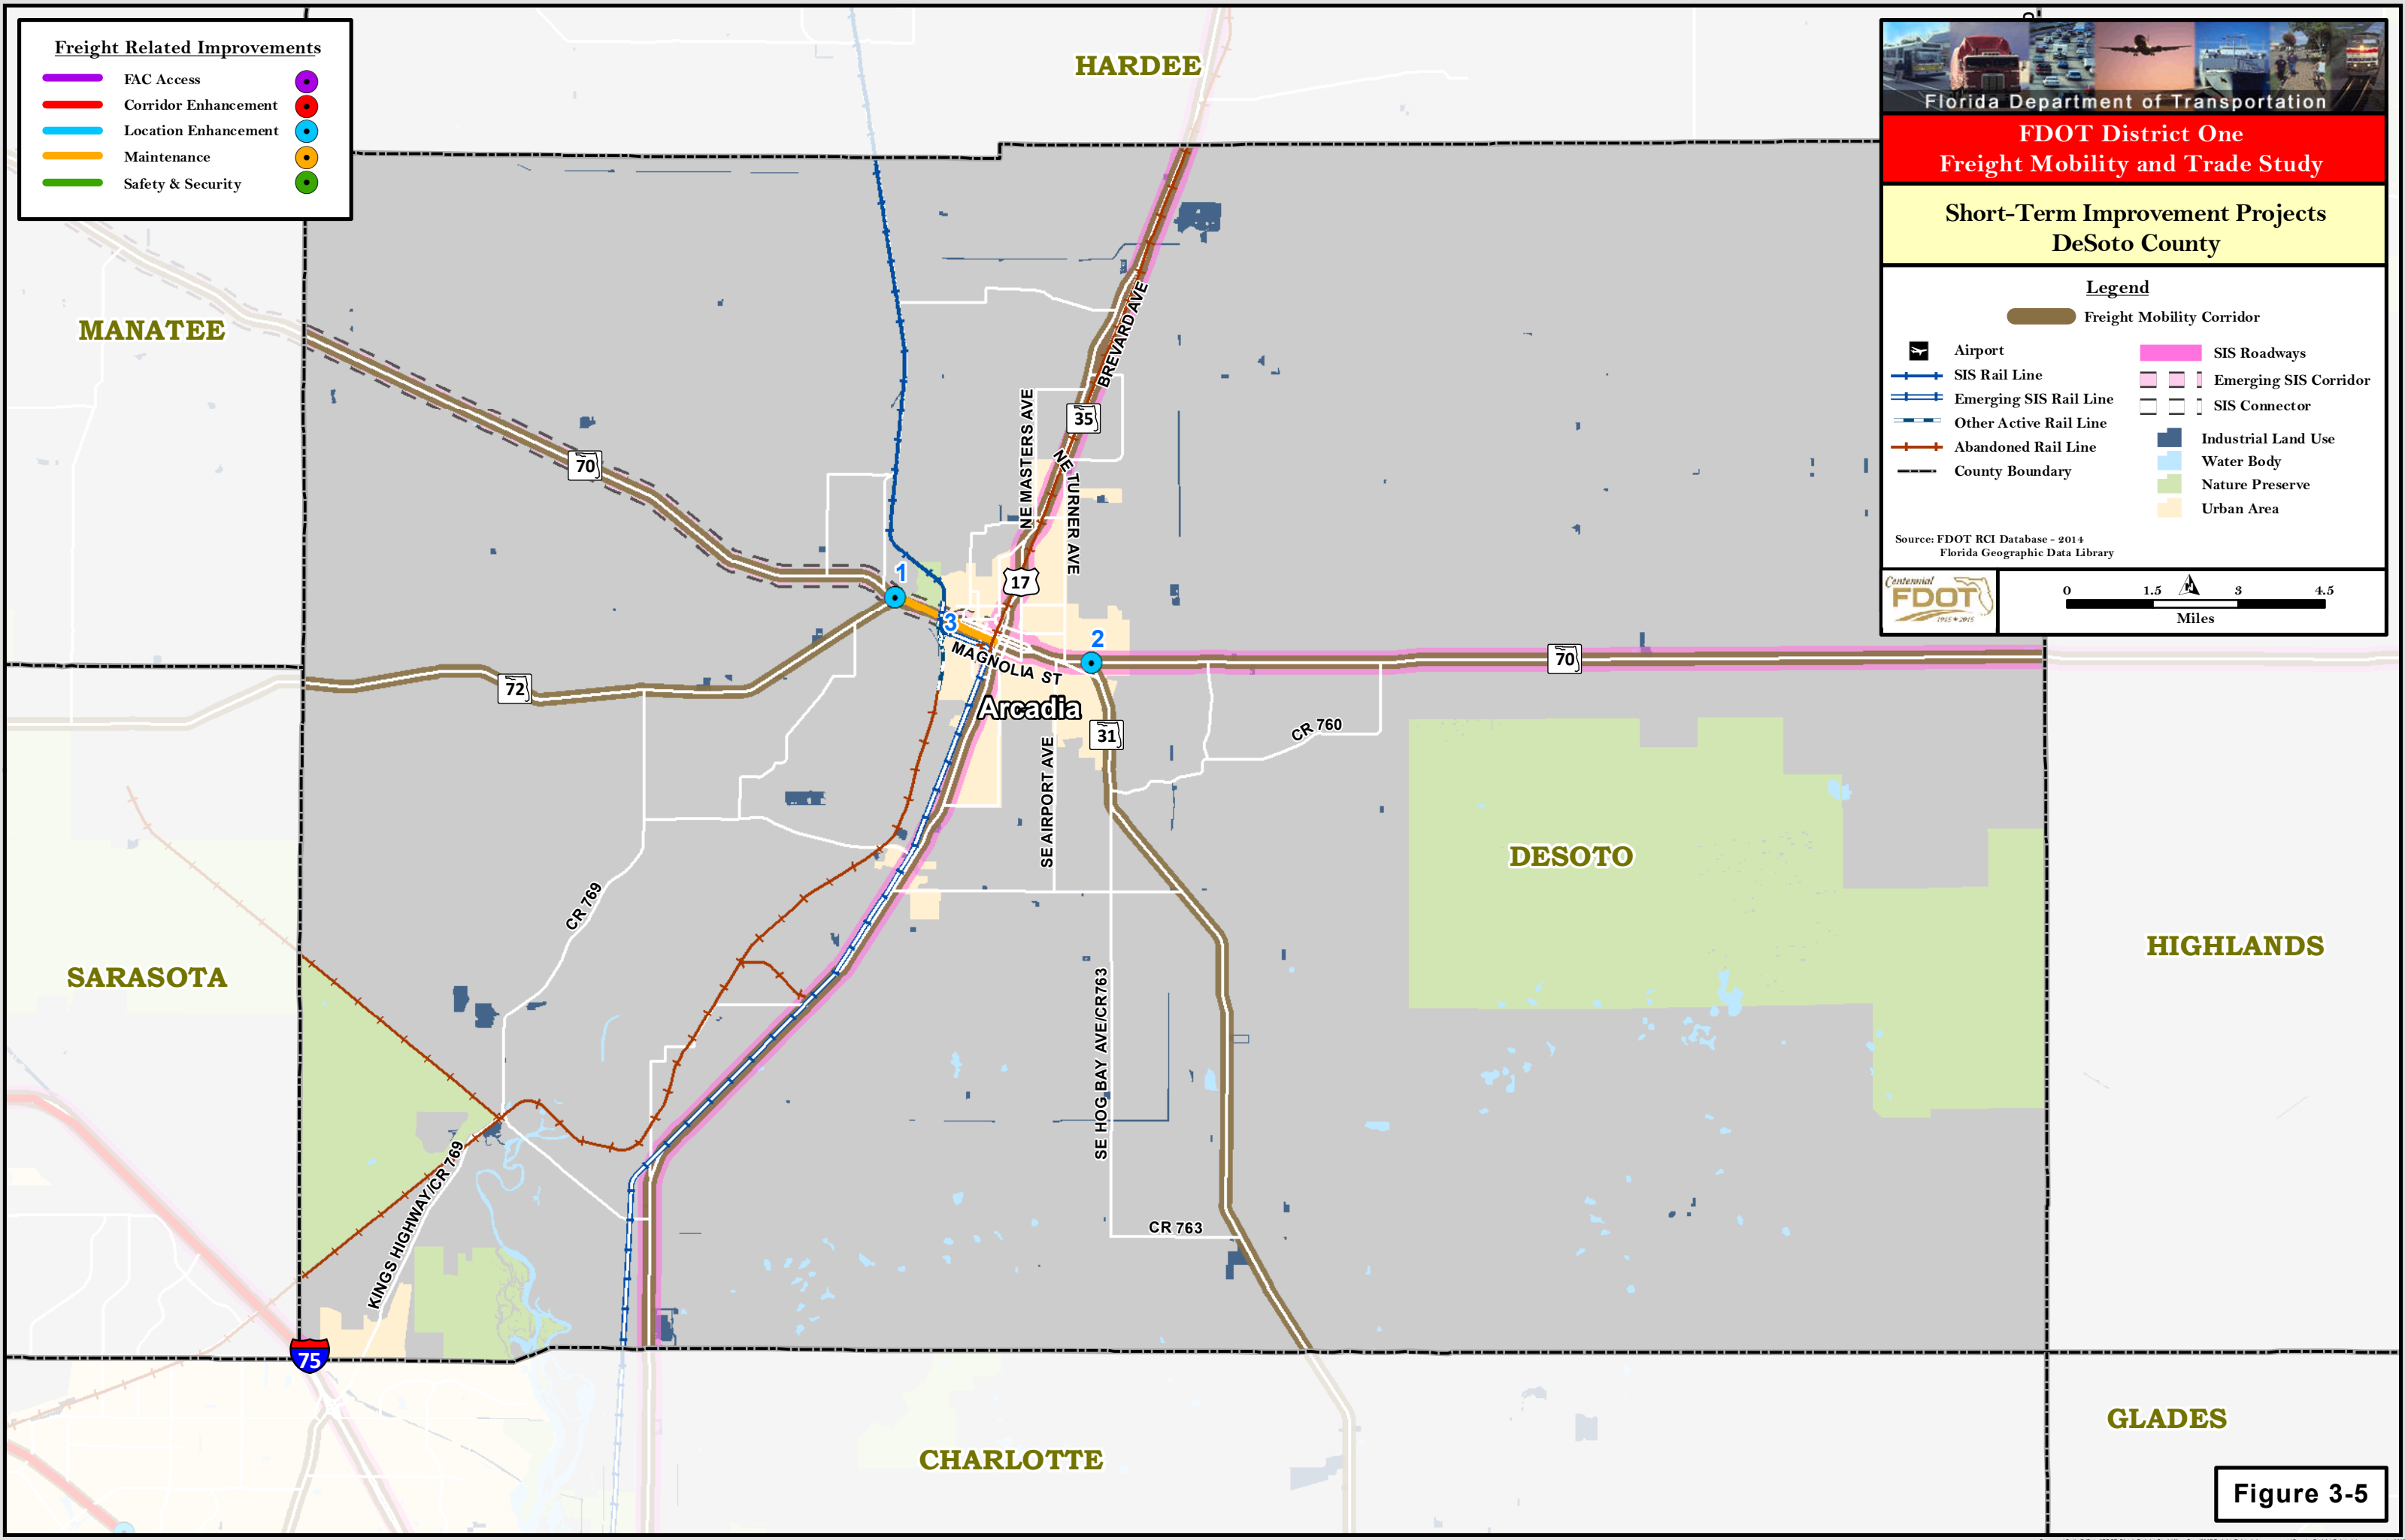 Freight Related Improvements
FAC Access
Corridor Enhancement
Location Enhancement
Maintenance
Safety & Security
Florida Department of Transportation
FDOT District One
Freight Mobility and Trade Study
Short-Term Improvement Projects
DeSoto County
Legend
Freight Mobility Corridor
Airport
SIS Rail Line
Emerging SIS Rail Line
Other Active Rail Line
Abandoned Rail Line
County Boundary
SIS Roadways
Emerging SIS Corridor
SIS Connector
Industrial Land Use
Water Body
Nature Preserve
Urban Area
Source: FDOT RCI Database - 2014
Florida Geographic Data Library
Centennial
FDOT
1915 * 2015
0 1.5 3 4.5
Miles
HARDEE
MANATEE
BREVARD AVE
NE MASTERS AVE
35
NE TURNER AVE
70
1
17
3
2
MAGNOLIA ST
70
72
Arcadia
31
CR 760
SE AIRPORT AVE
DESOTO
CR 769
HIGHLANDS
SARASOTA
SE HOG BAY AVE/CR763
KINGS HIGHWAY/CR 769
CR 763
75
GLADES
CHARLOTTE
Figure 3-5